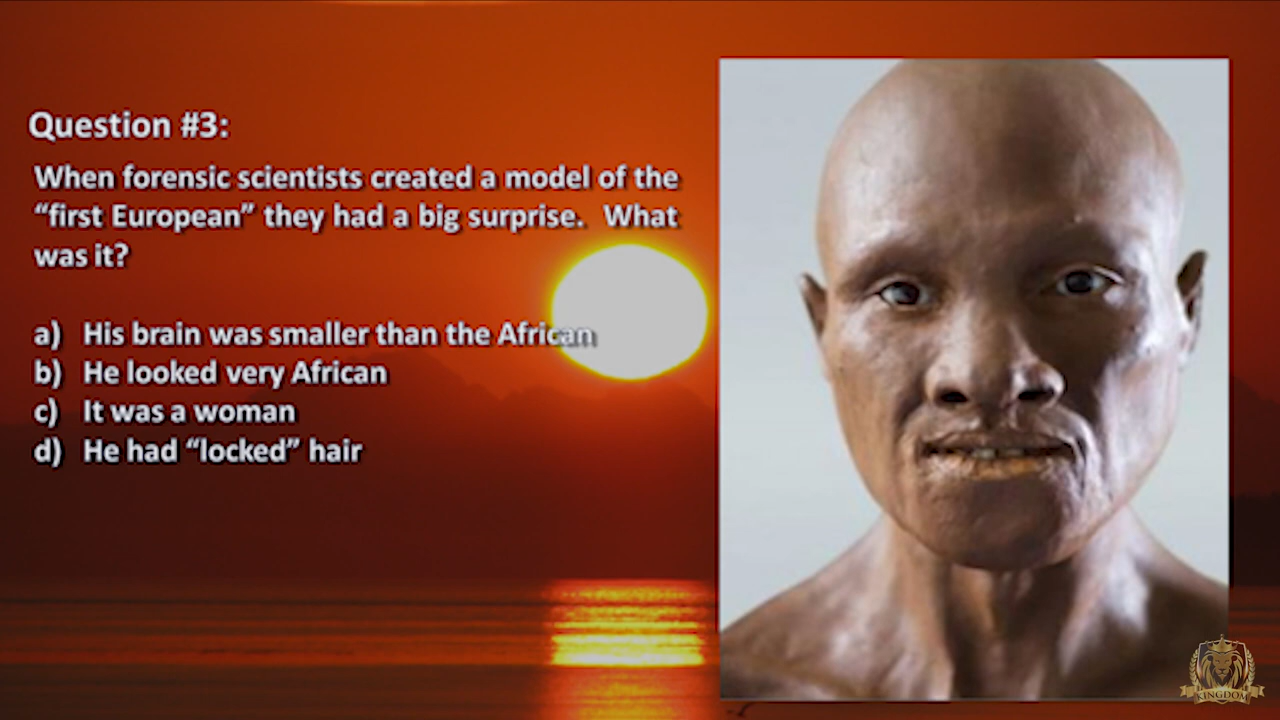 Question #3:
When forensic scientists created a model of the
“first European” they had a big surprise. What
was it?
a) His brain was smaller than the African
b) He looked very African
c) It was a woman
d) He had “locked” hair
KINGDOM